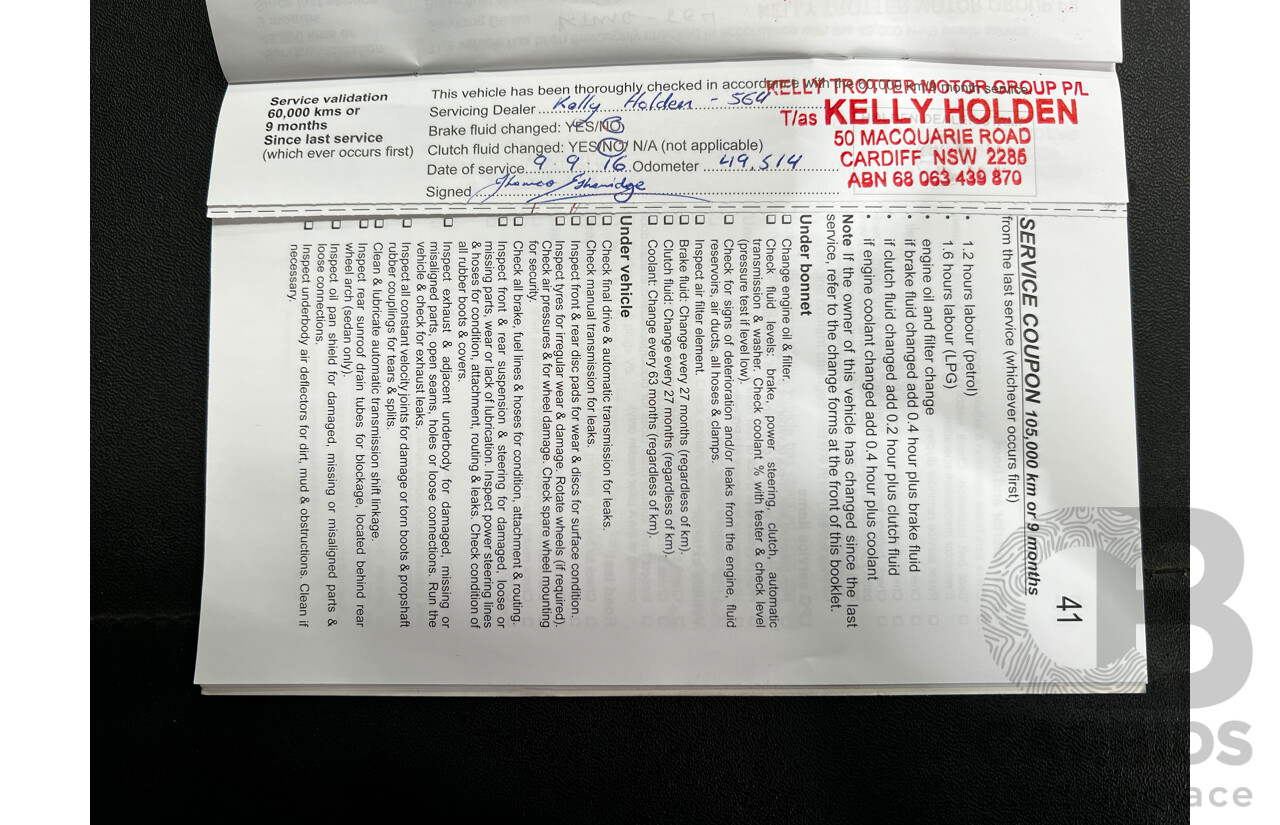 Service validation
60,000 kms or
9 months
Since last service
(which ever occurs first)
This vehicle has been thoroughly checked in accordance with the 60,000 km/9 month service.
Servicing Dealer Kelly Holden - 564
Brake fluid changed: YES/NO
Clutch fluid changed: YES/NO/ N/A (not applicable)
Date of service 9.9.16 Odometer 49,514
Signed
KELLY TROTTER MOTOR GROUP P/L
T/as KELLY HOLDEN
50 MACQUARIE ROAD
CARDIFF NSW 2285
ABN 68 063 439 870
41
SERVICE COUPON 105,000 km or 9 months
from the last service (whichever occurs first)
• 1.2 hours labour (petrol)
• 1.6 hours labour (LPG)
engine oil and filter change
• if brake fluid changed add 0.4 hour plus brake fluid
• if clutch fluid changed add 0.2 hour plus clutch fluid
• if engine coolant changed add 0.4 hour plus coolant
Note If the owner of this vehicle has changed since the last
service, refer to the change forms at the front of this booklet.
Under bonnet
Change engine oil & filter.
Check fluid levels: brake, power steering, clutch, automatic
transmission & washer. Check coolant % with tester & check level
(pressure test if level low).
Check for signs of deterioration and/or leaks from the engine, fluid
reservoirs, air ducts, all hoses & clamps.
Inspect air filter element.
Brake fluid: Change every 27 months (regardless of km).
Clutch fluid: Change every 27 months (regardless of km)
Coolant: Change every 63 months (regardless of km).
Under vehicle
Check final drive & automatic transmission for leaks.
Check manual transmission for leaks.
Inspect front & rear disc pads for wear & discs for surface condition.
Inspect tyres for irregular wear & damage. Rotate wheels (if required).
Check air pressures & for wheel damage. Check spare wheel mounting
for security.
Check all brake, fuel lines & hoses for condition, attachment & routing.
Inspect front & rear suspension & steering for damaged, loose or
missing parts, wear or lack of lubrication. Inspect power steering lines
& hoses for condition, attachment, routing & leaks. Check condition of
all rubber boots & covers.
Inspect exhaust & adjacent underbody for damaged, missing or
misaligned parts, open seams, holes or loose connections. Run the
vehicle & check for exhaust leaks.
Inspect all constant velocity joints for damage or torn boots & propshaft
rubber couplings for tears & splits.
Clean & lubricate automatic transmission shift linkage.
Inspect rear sunroof drain tubes for blockage, located behind rear
wheel arch (sedan only).
Inspect oil pan shield for damaged, missing or misaligned parts &
loose connections.
Inspect underbody air deflectors for dirt, mud & obstructions. Clean if
necessary.